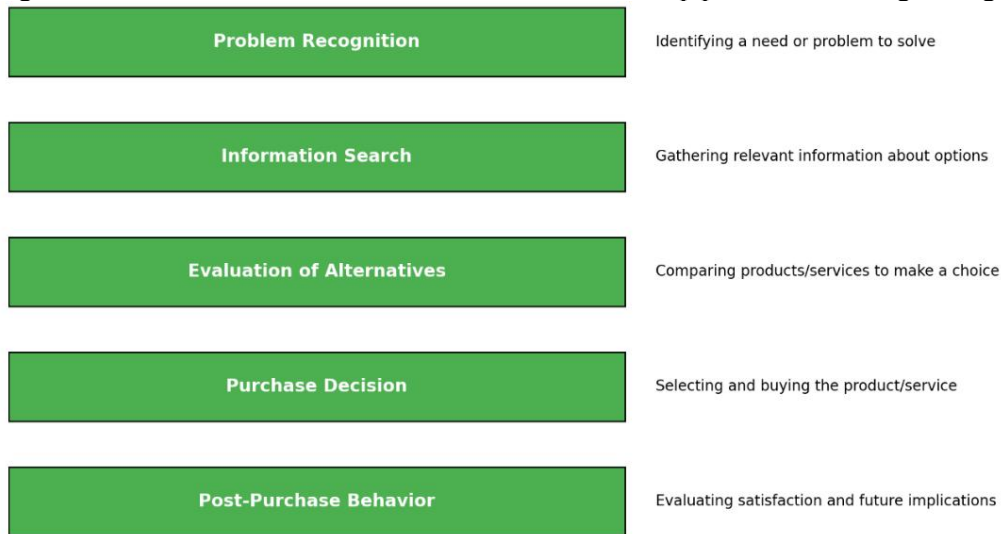 Problem Recognition
Identifying a need or problem to solve
Information Search
Gathering relevant information about options
Evaluation of Alternatives
Comparing products/services to make a choice
Purchase Decision
Selecting and buying the product/service
Post-Purchase Behavior
Evaluating satisfaction and future implications